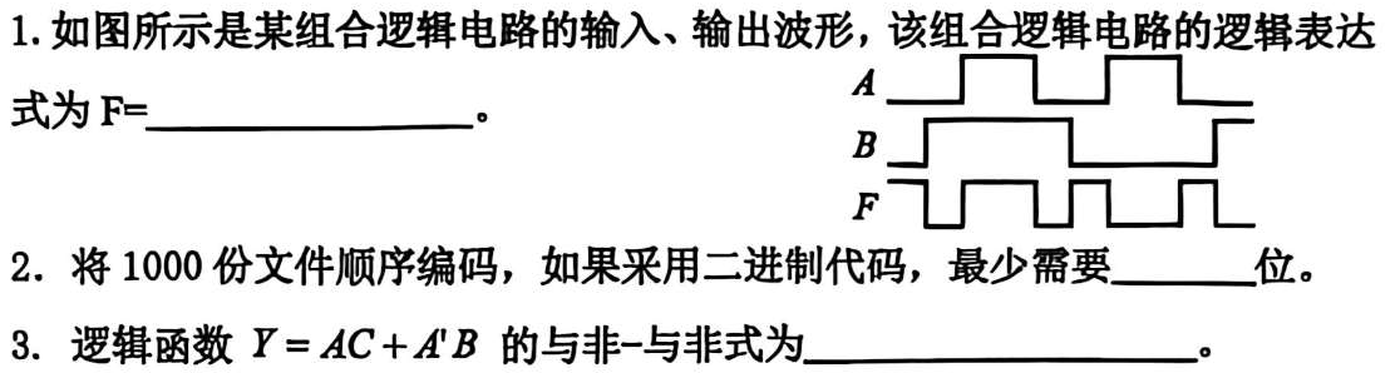 1. 如图所示是某组合逻辑电路的输入、输出波形，该组合逻辑电路的逻辑表达
式为 F=____________。
A
B
F
2. 将 1000 份文件顺序编码，如果采用二进制代码，最少需要______位。
3. 逻辑函数 Y = AC + A'B 的与非-与非式为________________。